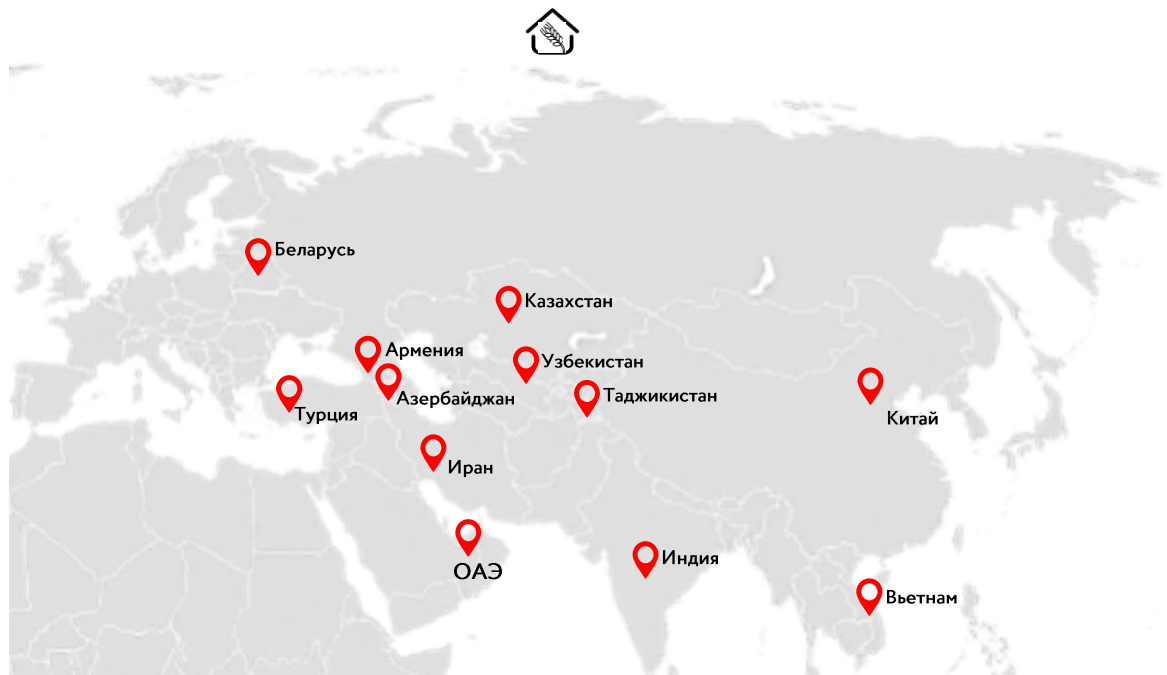 Беларусь
Казахстан
Армения
Узбекистан
Азербайджан
Таджикистан
Турция
Китай
Иран
Индия
ОАЭ
Вьетнам